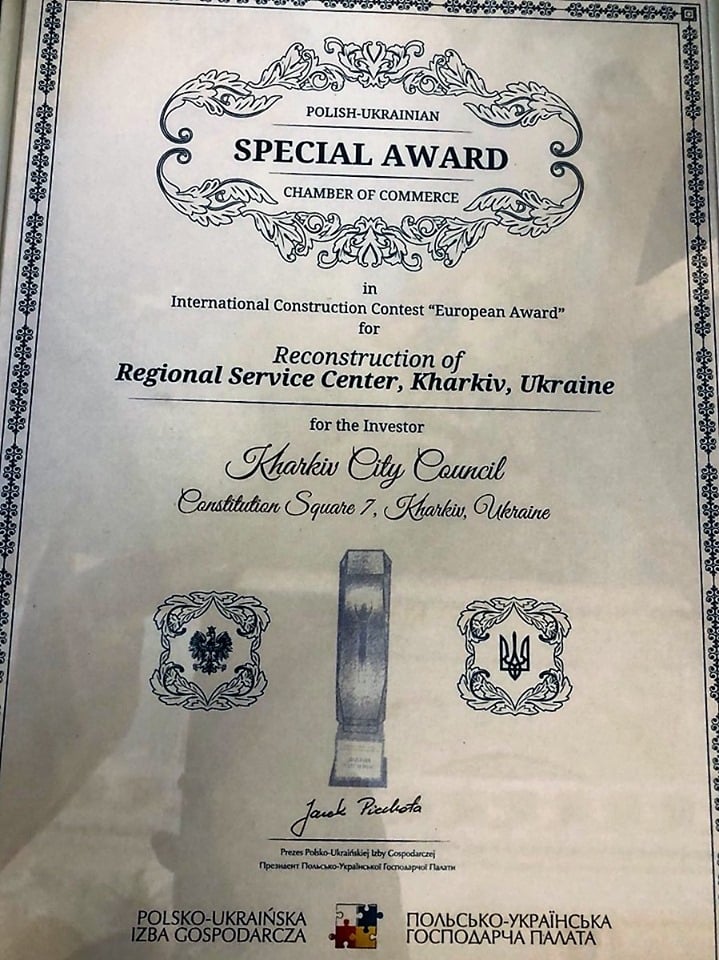 POLISH-UKRAINIAN
SPECIAL AWARD
CHAMBER OF COMMERCE
in
International Construction Contest “European Award”
for
Reconstruction of
Regional Service Center, Kharkiv, Ukraine
for the Investor
Kharkiv City Council
Constitution Square 7, Kharkiv, Ukraine
Prezes Polsko-Ukraińskiej Izby Gospodarczej
Президент Польсько-Української Господарчої Палати
POLSKO-UKRAIŃSKA
IZBA GOSPODARCZA
ПОЛЬСЬКО-УКРАЇНСЬКА
ГОСПОДАРЧА ПАЛАТА